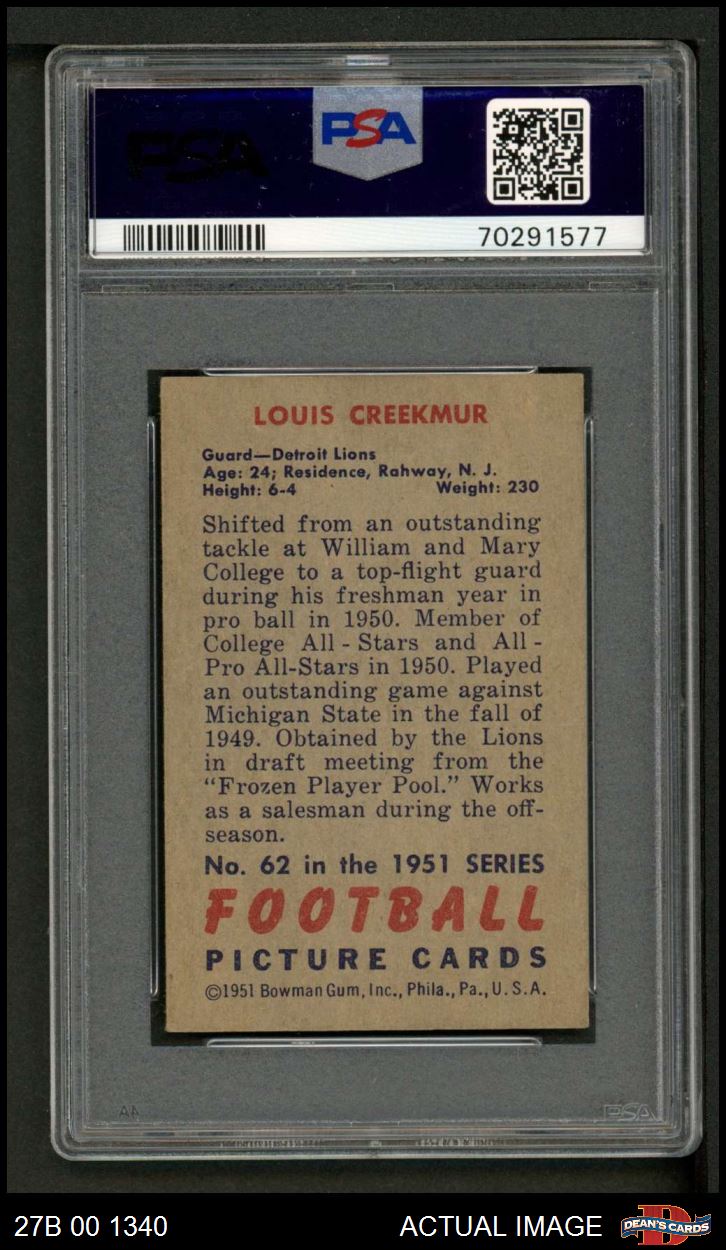 PSA
PSA
70291577
LOUIS CREEKMUR
Guard—Detroit Lions
Age: 24; Residence, Rahway, N. J.
Height: 6-4 Weight: 230
Shifted from an outstanding
tackle at William and Mary
College to a top-flight guard
during his freshman year in
pro ball in 1950. Member of
College All - Stars and All -
Pro All-Stars in 1950. Played
an outstanding game against
Michigan State in the fall of
1949. Obtained by the Lions
in draft meeting from the
“Frozen Player Pool.” Works
as a salesman during the off-
season.
No. 62 in the 1951 SERIES
FOOTBALL
PICTURE CARDS
©1951 Bowman Gum, Inc., Phila., Pa., U. S. A.
PSA
27B 00 1340 ACTUAL IMAGE DEAN'S CARDS